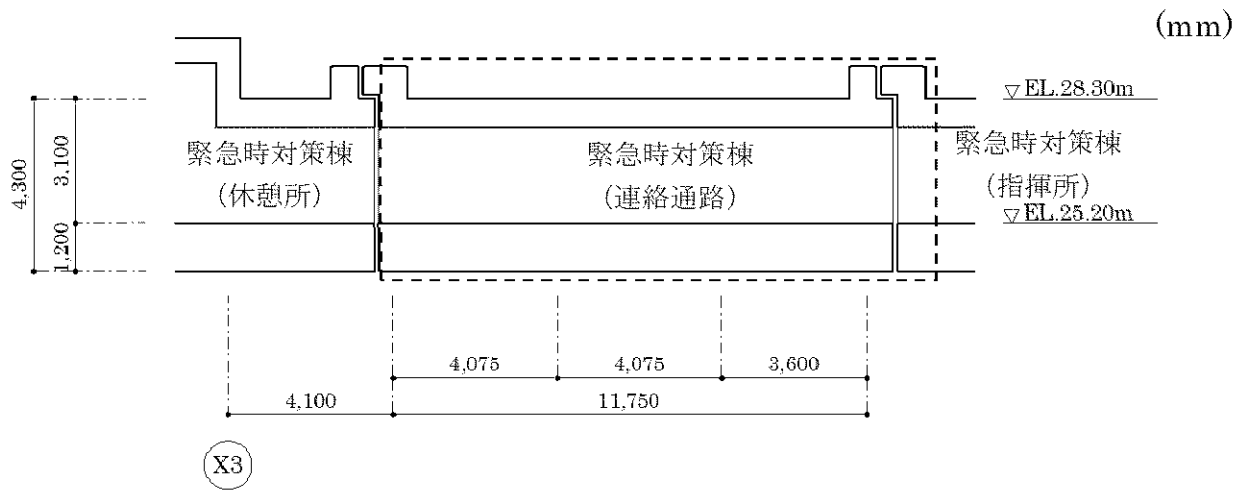 (mm)
▽ EL.28.30m
緊急時対策棟
(休憩所)
緊急時対策棟
(連絡通路)
緊急時対策棟
(指揮所)
▽ EL.25.20m
4,300
3,100
1,200
4,075
4,075
3,600
4,100
11,750
X3